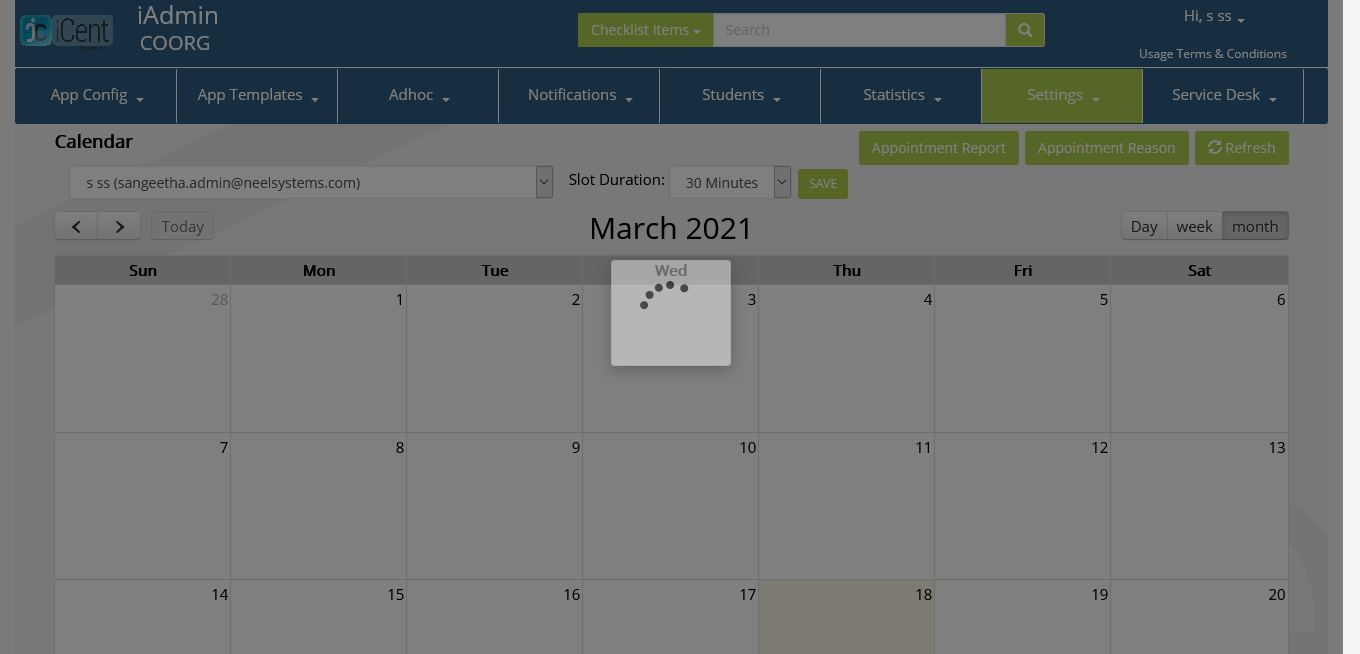 iCent
iAdmin
COORG
Checklist Items
Search
Hi, s ss
Usage Terms & Conditions
App Config
App Templates
Adhoc
Notifications
Students
Statistics
Settings
Service Desk
Calendar
Appointment Report
Appointment Reason
Refresh
s ss (sangeetha.admin@neelsystems.com)
Slot Duration:
30 Minutes
SAVE
Today
March 2021
Day
week
month
Sun Mon Tue Wed Thu Fri Sat
28 1 2 3 4 5 6
7 8 9 10 11 12 13
14 15 16 17 18 19 20